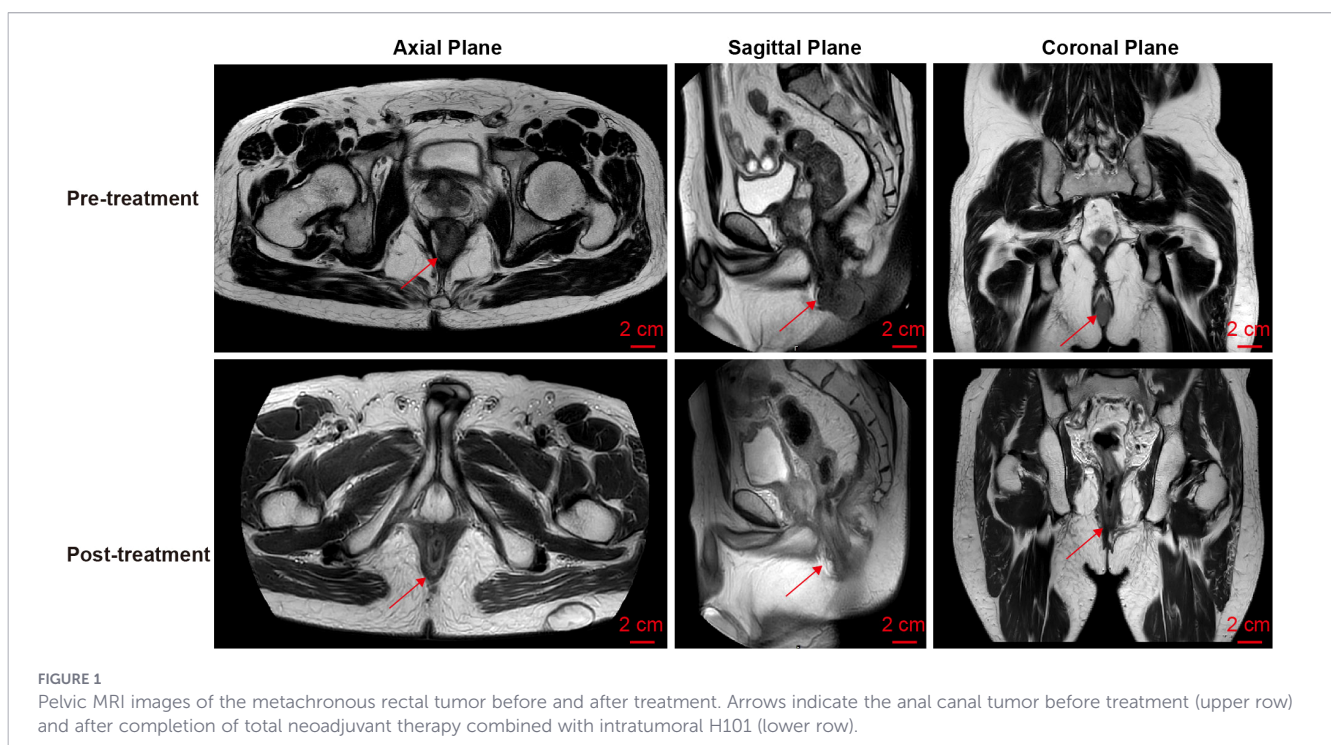 Axial Plane Sagittal Plane Coronal Plane
Pre-treatment
2 cm 2 cm 2 cm
Post-treatment
2 cm 2 cm 2 cm
FIGURE 1
Pelvic MRI images of the metachronous rectal tumor before and after treatment. Arrows indicate the anal canal tumor before treatment (upper row)
and after completion of total neoadjuvant therapy combined with intratumoral H101 (lower row).